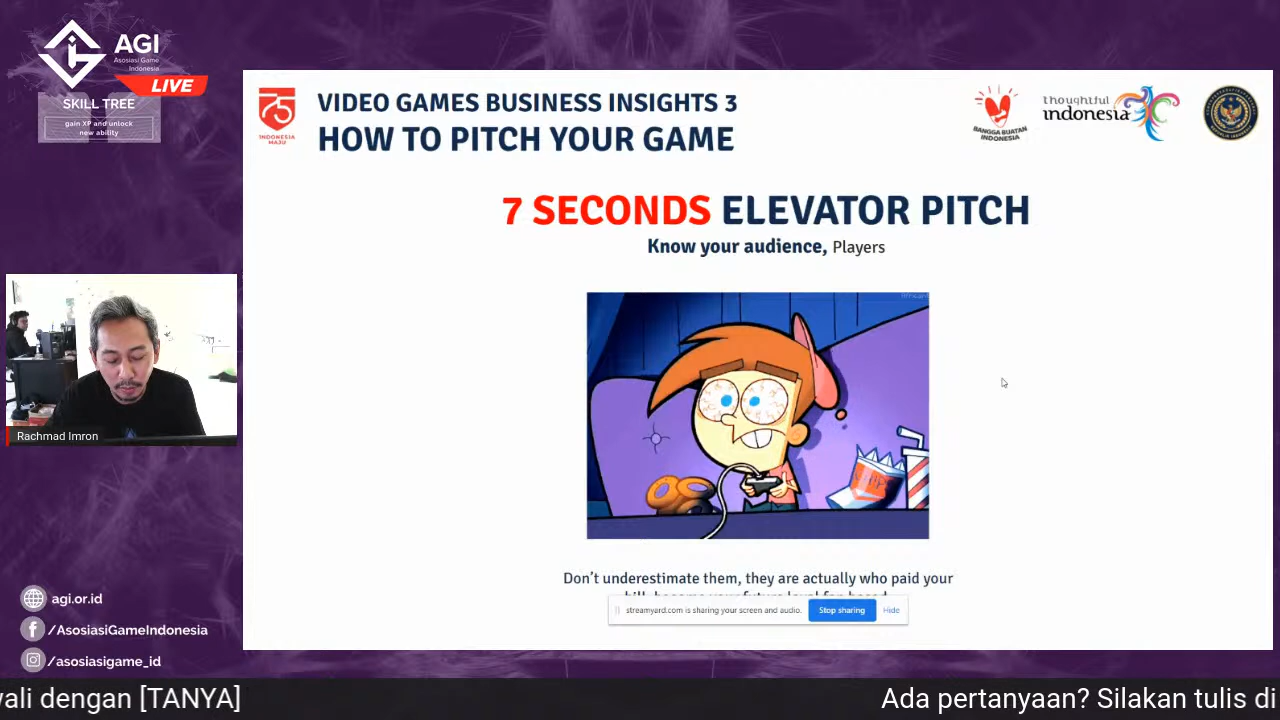 AGI
Asosiasi Game
Indonesia
LIVE
SKILL TREE
gain XP and unlock
new ability
75
INDONESIA
MAJU
VIDEO GAMES BUSINESS INSIGHTS 3
HOW TO PITCH YOUR GAME
BANGGA BUATAN
INDONESIA
thoughtful
indonesia
7 SECONDS ELEVATOR PITCH
Know your audience, Players
Rachmad Imron
Don't underestimate them, they are actually who paid your
streamyard.com is sharing your screen and audio.
Stop sharing
Hide
agi.or.id
/AsosiasiGameIndonesia
/asosiasigame_id
wali dengan [TANYA]
Ada pertanyaan? Silakan tulis di